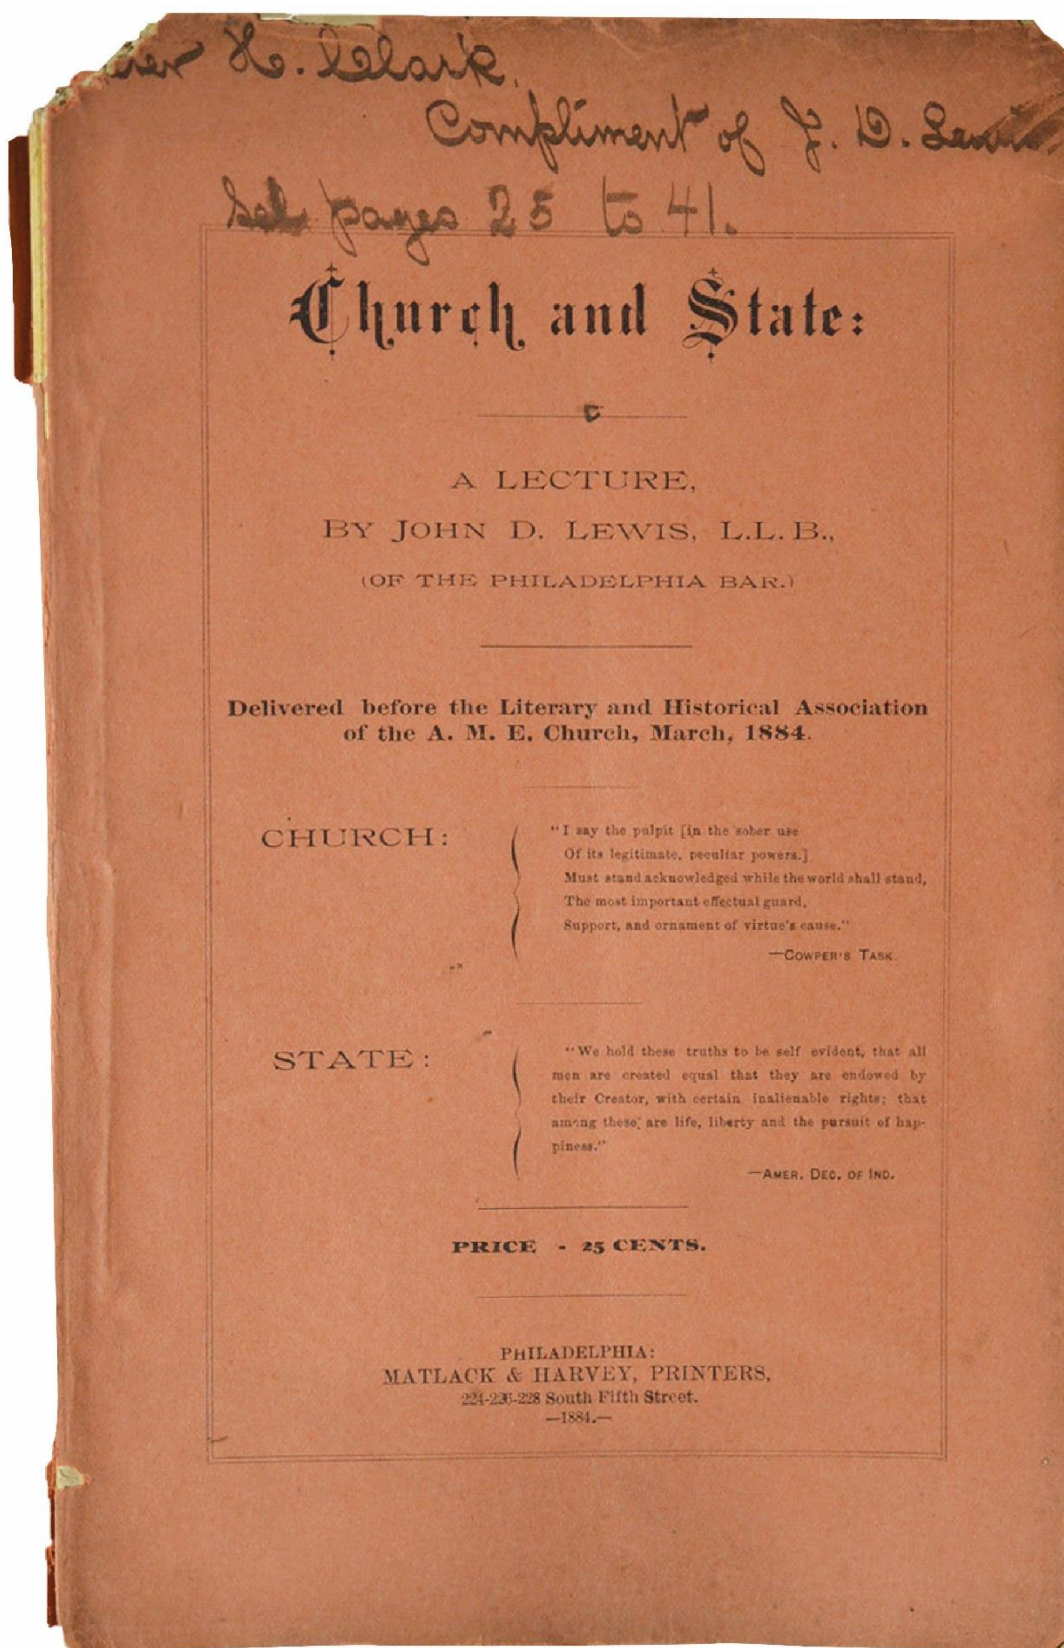 H. Clark.
Compliment of J. D. Lewis
See pages 25 to 41.
Church and State:
A LECTURE,
BY JOHN D. LEWIS, L.L.B.,
(OF THE PHILADELPHIA BAR.)
Delivered before the Literary and Historical Association
of the A. M. E. Church, March, 1884.
CHURCH:
"I say the pulpit [in the sober use
Of its legitimate, peculiar powers.]
Must stand acknowledged while the world shall stand,
The most important effectual guard,
Support, and ornament of virtue's cause."
—COWPER'S TASK.
STATE:
"We hold these truths to be self evident, that all
men are created equal that they are endowed by
their Creator, with certain inalienable rights; that
among these; are life, liberty and the pursuit of hap-
piness."
—AMER. DEC. OF IND.
PRICE - 25 CENTS.
PHILADELPHIA:
MATLACK & HARVEY, PRINTERS,
224-226-228 South Fifth Street.
—1884.—